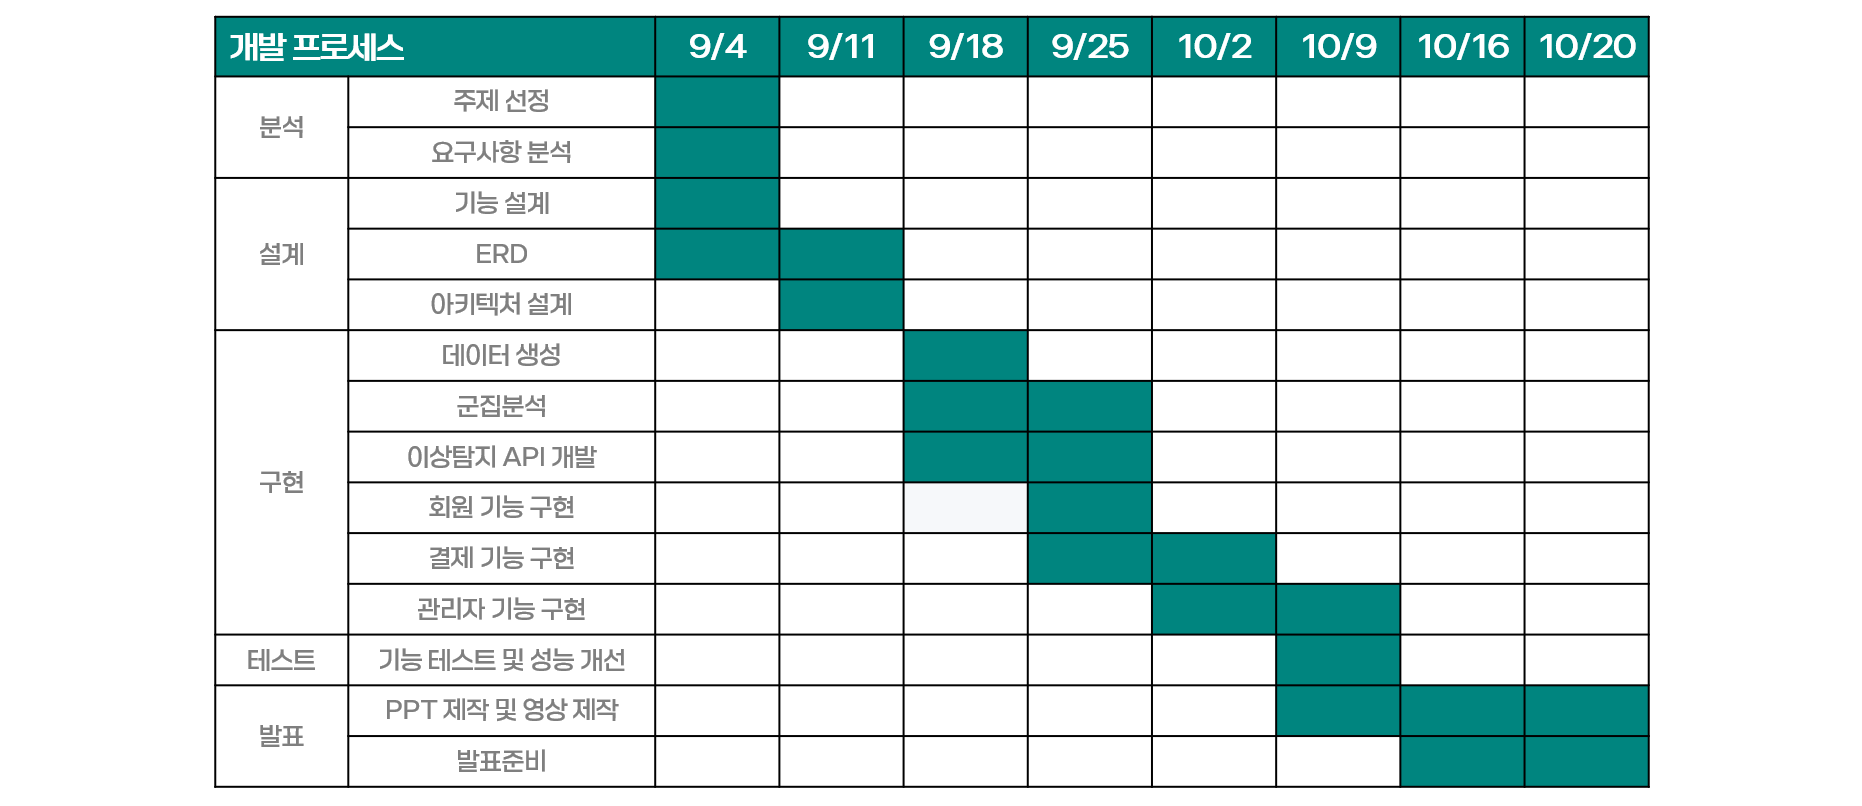 개발 프로세스 9/4 9/11 9/18 9/25 10/2 10/9 10/16 10/20
분석
주제 선정
요구사항 분석
설계
기능 설계
ERD
아키텍처 설계
구현
데이터 생성
군집분석
이상탐지 API 개발
회원 기능 구현
결제 기능 구현
관리자 기능 구현
테스트
기능 테스트 및 성능 개선
발표
PPT 제작 및 영상 제작
발표준비